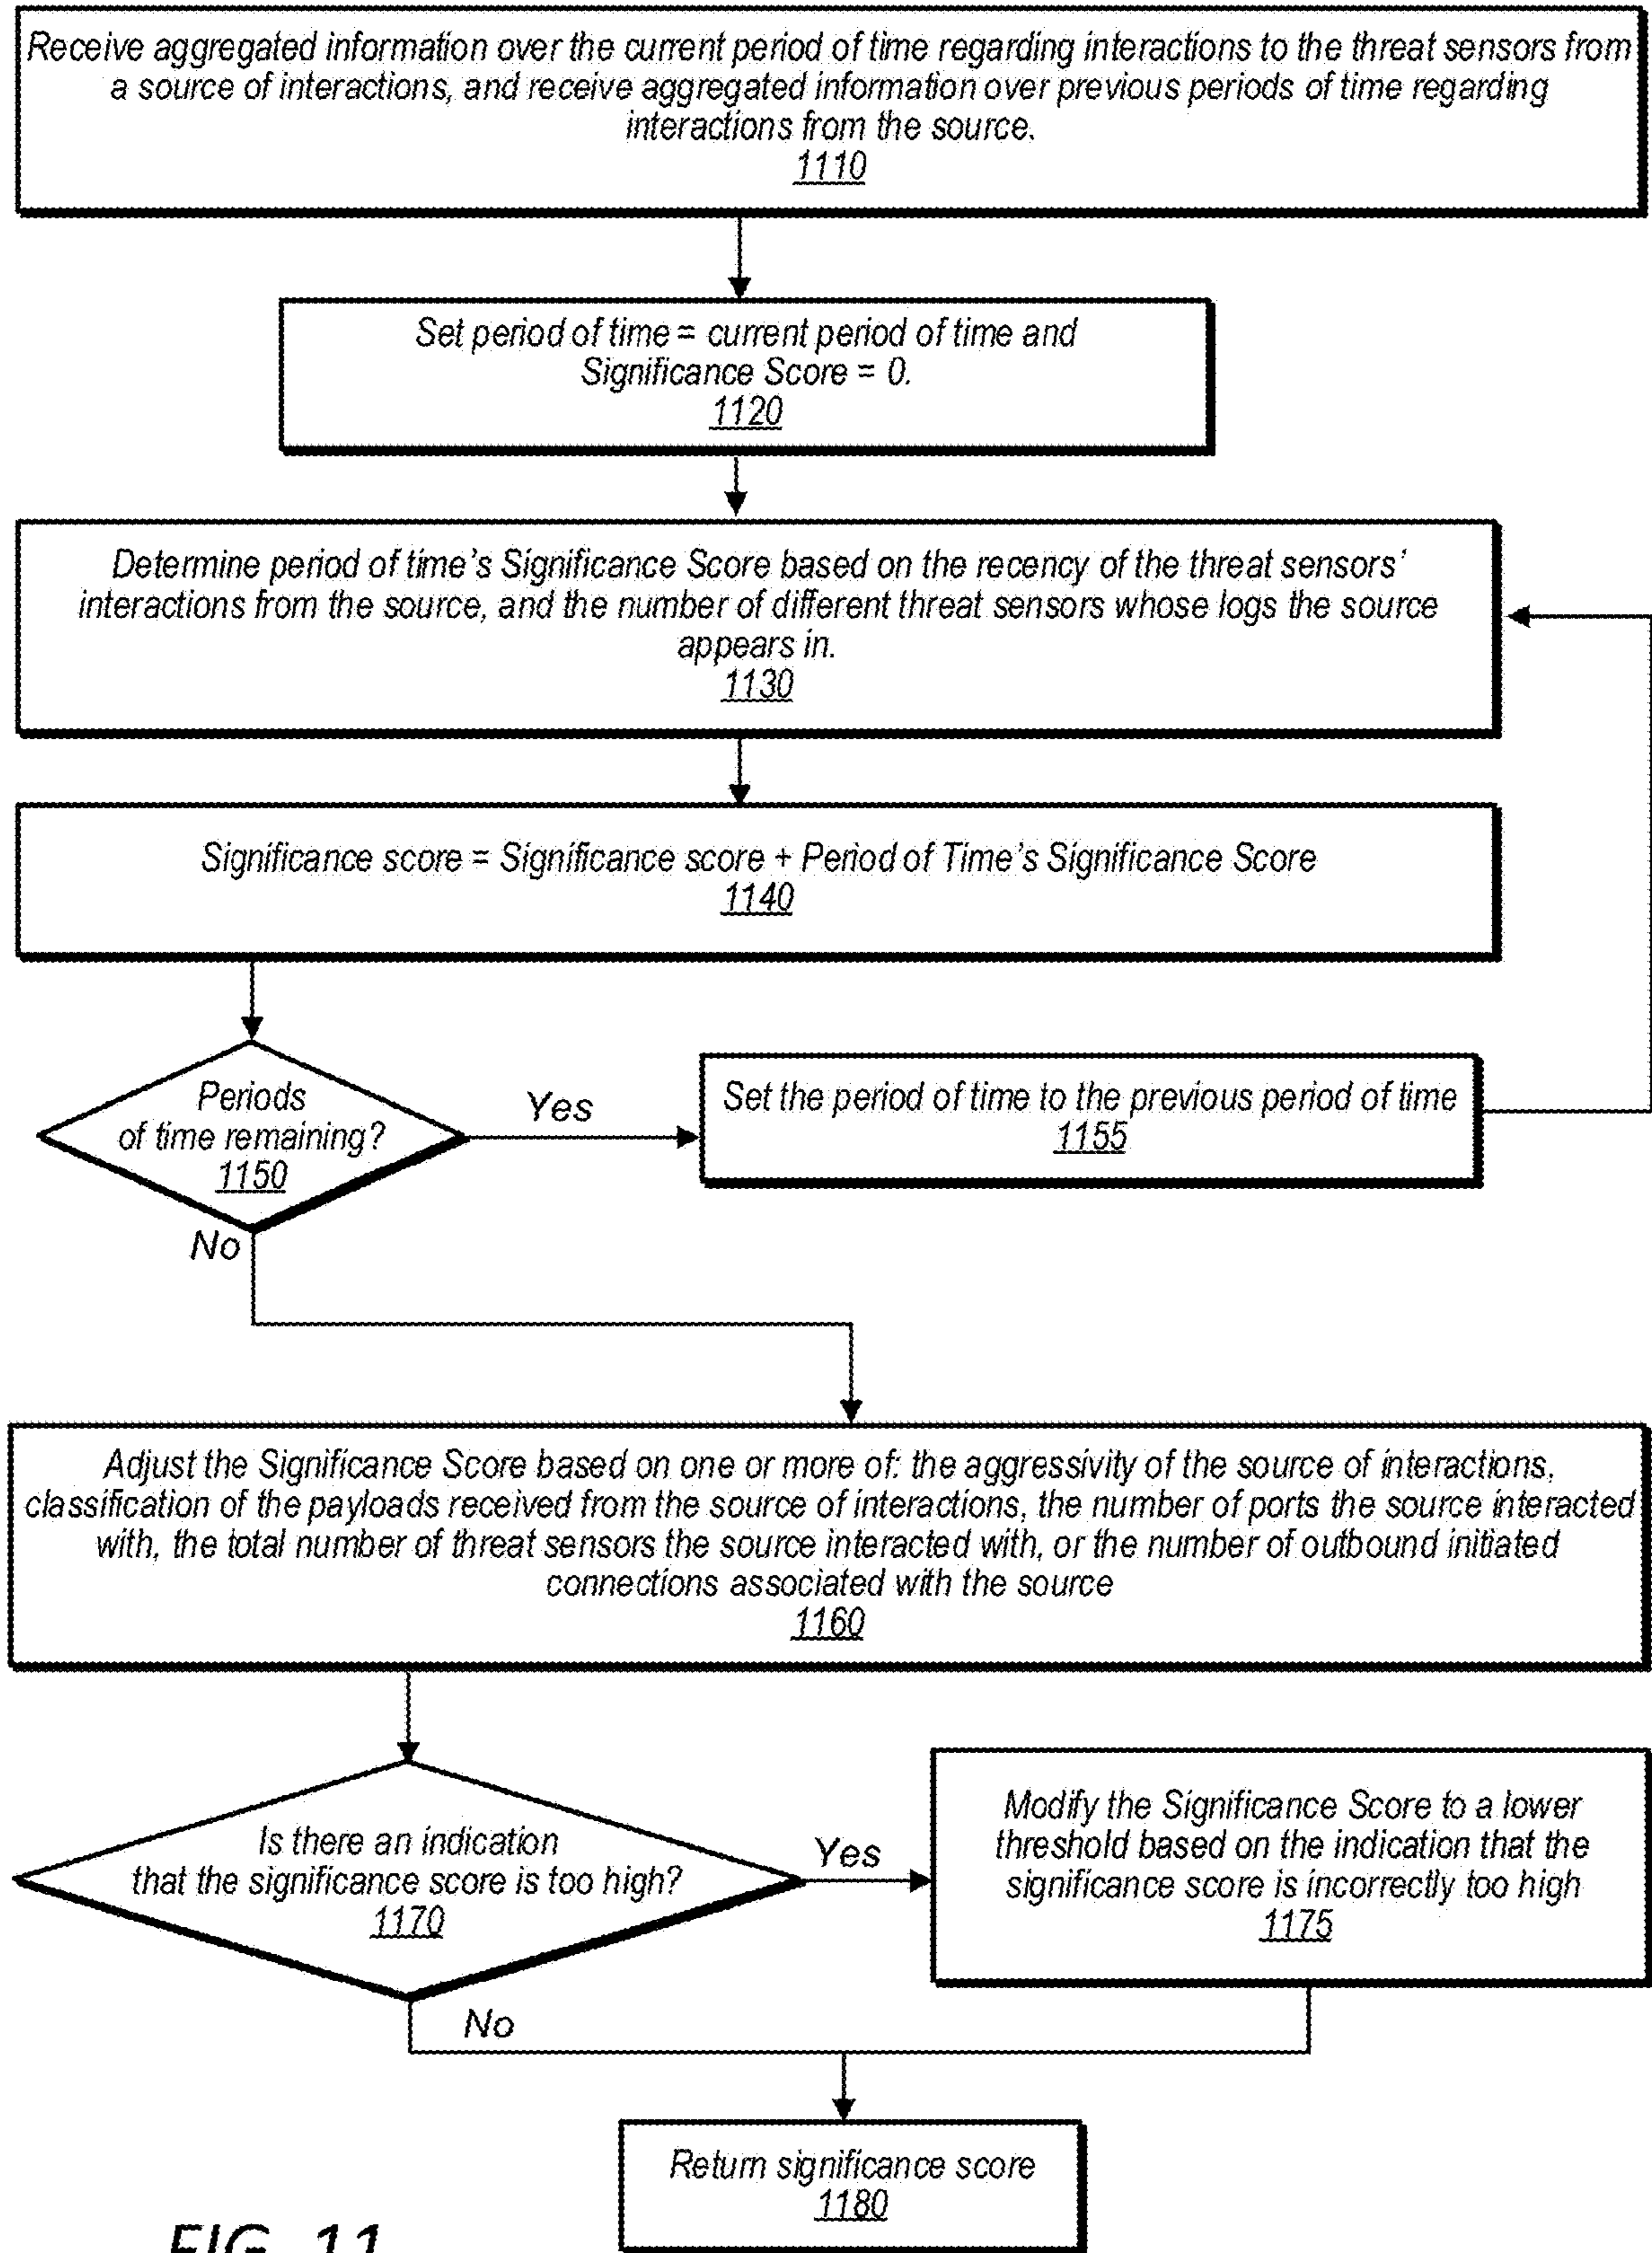 Receive aggregated information over the current period of time regarding interactions to the threat sensors from
a source of interactions, and receive aggregated information over previous periods of time regarding
interactions from the source.
1110
Set period of time = current period of time and
Significance Score = 0.
1120
Determine period of time's Significance Score based on the recency of the threat sensors'
interactions from the source, and the number of different threat sensors whose logs the source
appears in.
1130
Significance score = Significance score + Period of Time's Significance Score
1140
Periods
of time remaining?
1150
Yes
Set the period of time to the previous period of time
1155
No
Adjust the Significance Score based on one or more of: the aggressivity of the source of interactions,
classification of the payloads received from the source of interactions, the number of ports the source interacted
with, the total number of threat sensors the source interacted with, or the number of outbound initiated
connections associated with the source
1160
Is there an indication
that the significance score is too high?
1170
Yes
Modify the Significance Score to a lower
threshold based on the indication that the
significance score is incorrectly too high
1175
No
Return significance score
1180
FIG. 11